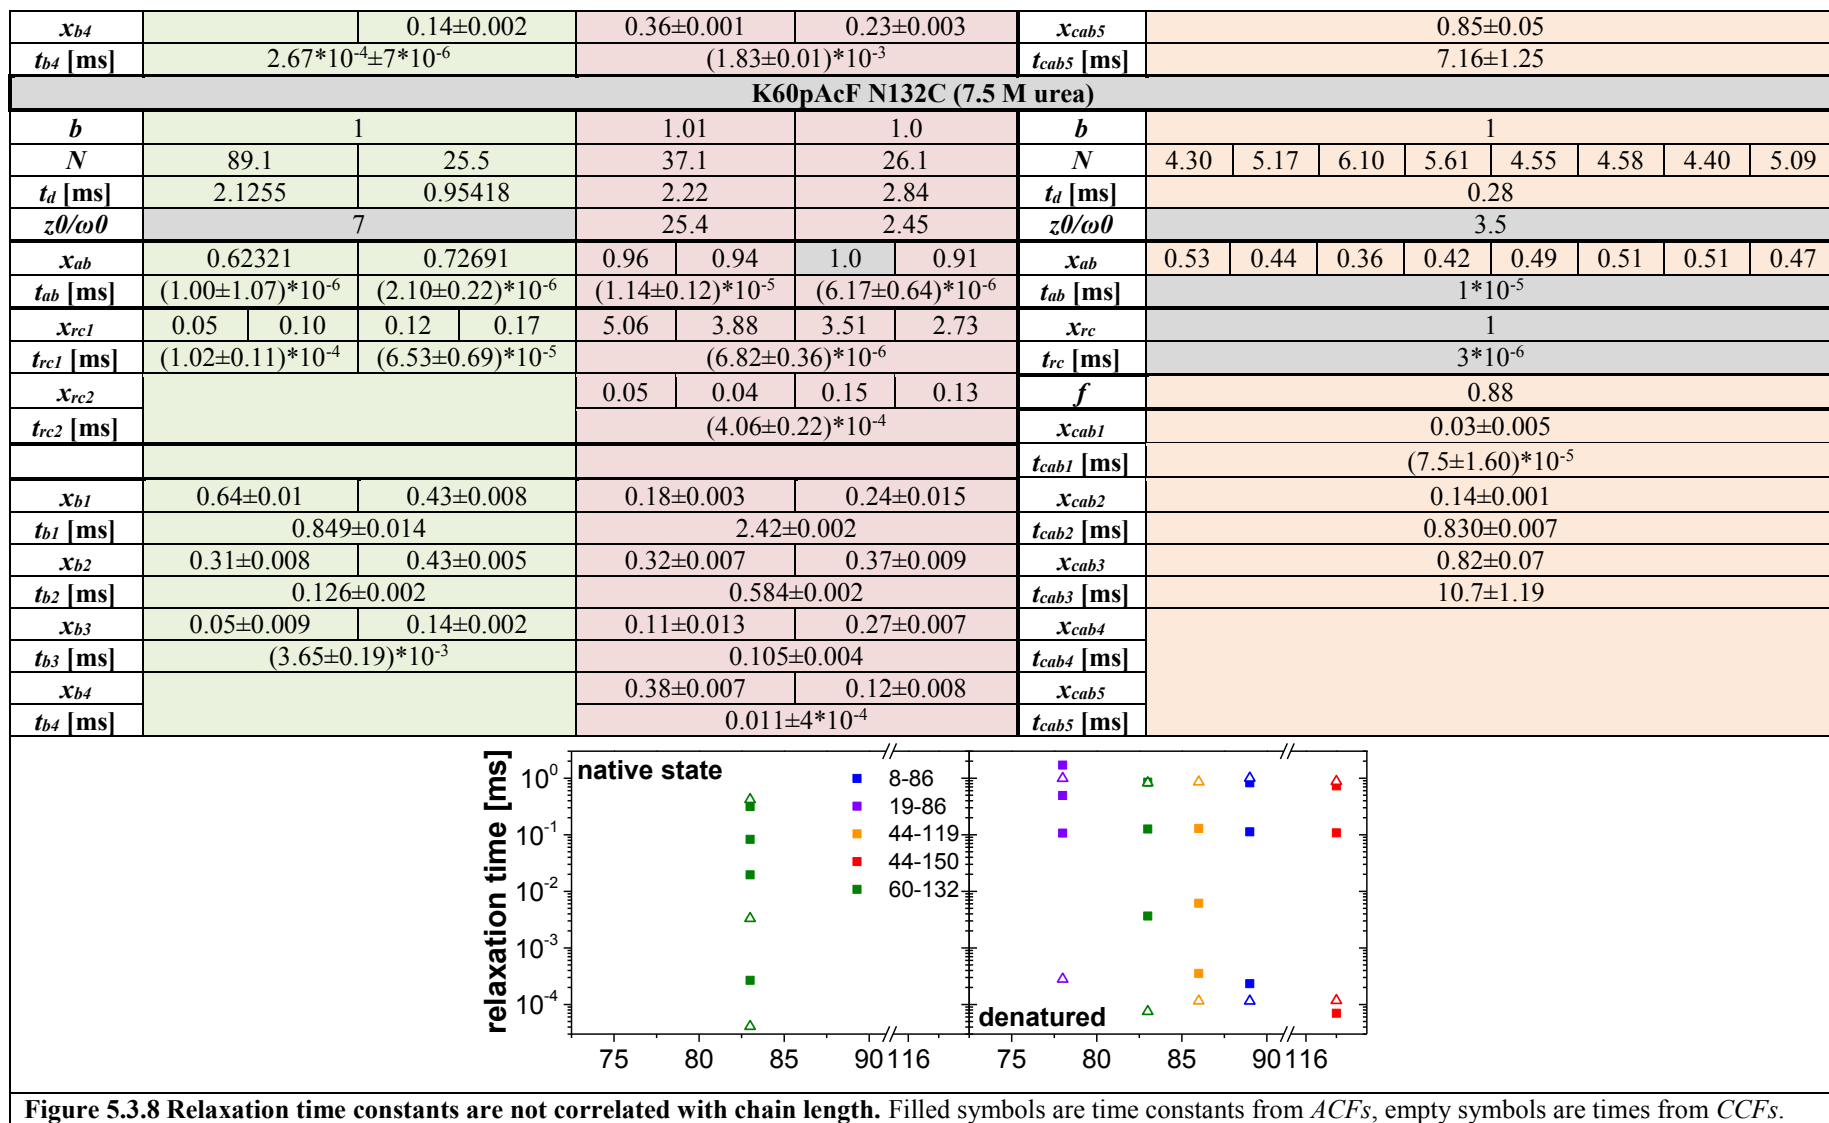 xb4 0.14±0.002 0.36±0.001 0.23±0.003 xcab5 0.85±0.05
tb4 [ms] 2.67*10-4±7*10-6 (1.83±0.01)*10-3 tcab5 [ms] 7.16±1.25
K60pAcF N132C (7.5 M urea)
b 1 1.01 1.0 b 1
N 89.1 25.5 37.1 26.1 N 4.30 5.17 6.10 5.61 4.55 4.58 4.40 5.09
td [ms] 2.1255 0.95418 2.22 2.84 td [ms] 0.28
z0/ω0 7 25.4 2.45 z0/ω0 3.5
xab 0.62321 0.72691 0.96 0.94 1.0 0.91 xab 0.53 0.44 0.36 0.42 0.49 0.51 0.51 0.47
tab [ms] (1.00±1.07)*10-6 (2.10±0.22)*10-6 (1.14±0.12)*10-5 (6.17±0.64)*10-6 tab [ms] 1*10-5
xrc1 0.05 0.10 0.12 0.17 5.06 3.88 3.51 2.73 xrc 1
trc1 [ms] (1.02±0.11)*10-4 (6.53±0.69)*10-5 (6.82±0.36)*10-6 trc [ms] 3*10-6
xrc2 0.05 0.04 0.15 0.13 f 0.88
trc2 [ms] (4.06±0.22)*10-4 xcab1 0.03±0.005
tcab1 [ms] (7.5±1.60)*10-5
xb1 0.64±0.01 0.43±0.008 0.18±0.003 0.24±0.015 xcab2 0.14±0.001
tb1 [ms] 0.849±0.014 2.42±0.002 tcab2 [ms] 0.830±0.007
xb2 0.31±0.008 0.43±0.005 0.32±0.007 0.37±0.009 xcab3 0.82±0.07
tb2 [ms] 0.126±0.002 0.584±0.002 tcab3 [ms] 10.7±1.19
xb3 0.05±0.009 0.14±0.002 0.11±0.013 0.27±0.007 xcab4
tb3 [ms] (3.65±0.19)*10-3 0.105±0.004 tcab4 [ms]
xb4 0.38±0.007 0.12±0.008 xcab5
tb4 [ms] 0.011±4*10-4 tcab5 [ms]
relaxation time [ms]
100
10-1
10-2
10-3
10-4
native state
8-86
19-86
44-119
44-150
60-132
denatured
75 80 85 90 116 75 80 85 90 116
Figure 5.3.8 Relaxation time constants are not correlated with chain length. Filled symbols are time constants from ACFs, empty symbols are times from CCFs.